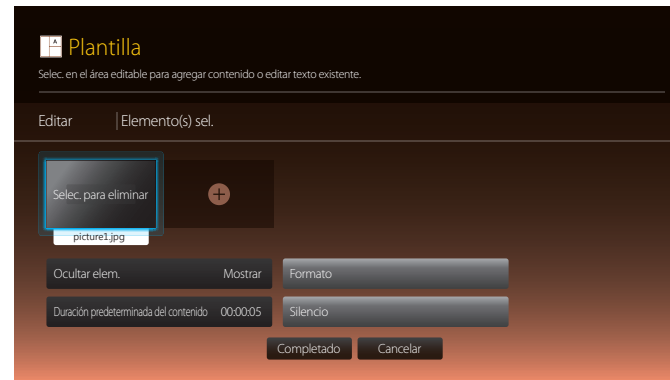 A
Plantilla
Selec. en el área editable para agregar contenido o editar texto existente.
Editar Elemento(s) sel.
Selec. para eliminar
picture1.jpg
Ocultar elem. Mostrar Formato
Duración predeterminada del contenido 00:00:05 Silencio
Completado Cancelar